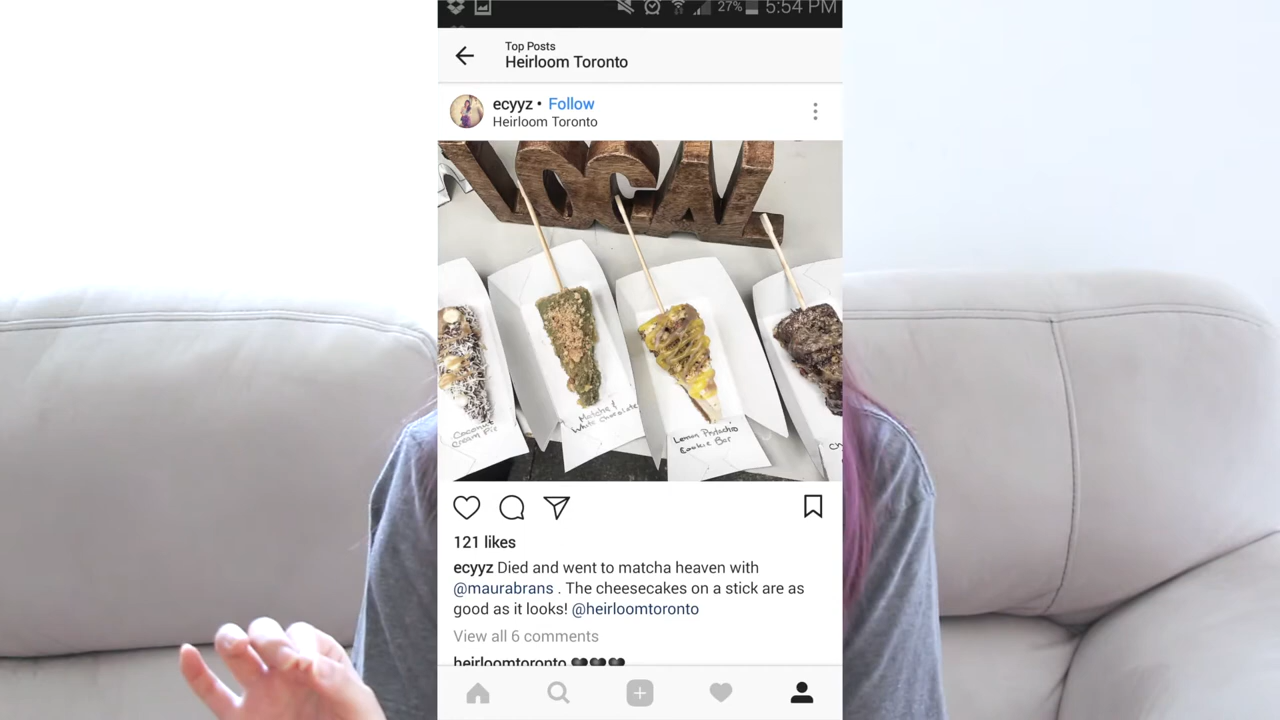 27% 5:54 PM
Top Posts
Heirloom Toronto
ecyyz • Follow
Heirloom Toronto
LOCAL
Coconut
Cream Pie
Matcha &
White Chocolate
Lemon Pistachio
Cookie Bar
121 likes
ecyyz Died and went to matcha heaven with
@maurabrans . The cheesecakes on a stick are as
good as it looks! @heirloomtoronto
View all 6 comments
heirloomtoronto 🖤🖤🖤